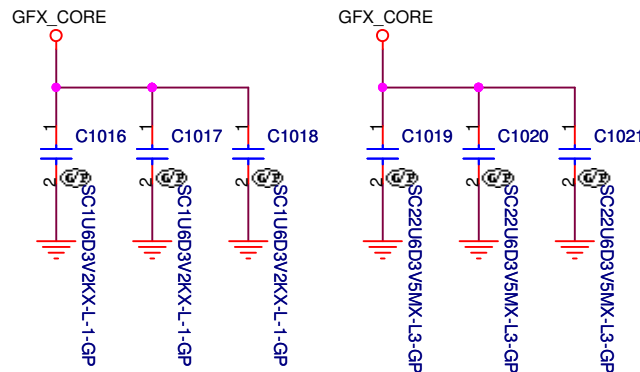 GFX_CORE
GFX_CORE
1
C1016
1
C1017
1
C1018
1
C1019
1
C1020
1
C1021
2
G/P
2
G/P
2
G/P
2
G/P
2
G/P
2
G/P
SC1U6D3V2KX-L-1-GP
SC1U6D3V2KX-L-1-GP
SC1U6D3V2KX-L-1-GP
SC22U6D3V5MX-L3-GP
SC22U6D3V5MX-L3-GP
SC22U6D3V5MX-L3-GP